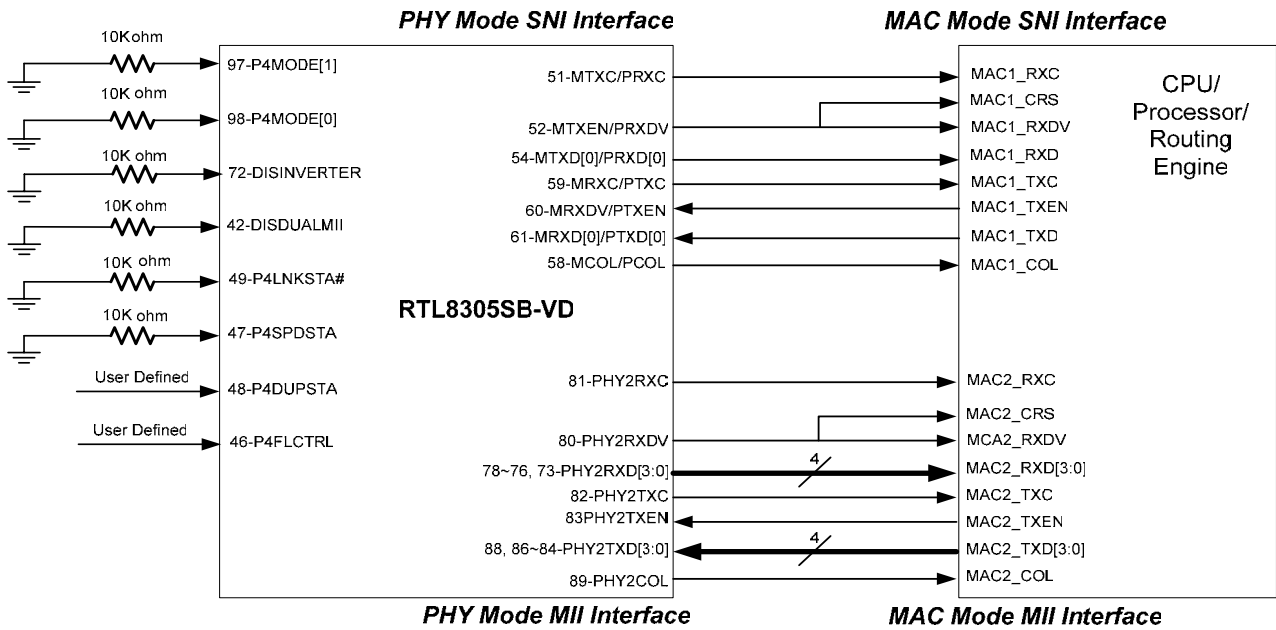 PHY Mode SNI Interface
MAC Mode SNI Interface
10Kohm
97-P4MODE[1]
10K ohm
98-P4MODE[0]
10K ohm
72-DISINVERTER
10K ohm
42-DISDUALMII
10K ohm
49-P4LNKSTA#
10K ohm
47-P4SPDSTA
User Defined
48-P4DUPSTA
User Defined
46-P4FLCTRL
RTL8305SB-VD
51-MTXC/PRXC
52-MTXEN/PRXDV
54-MTXD[0]/PRXD[0]
59-MRXC/PTXC
60-MRXDV/PTXEN
61-MRXD[0]/PTXD[0]
58-MCOL/PCOL
81-PHY2RXC
80-PHY2RXDV
78~76, 73-PHY2RXD[3:0]
82-PHY2TXC
83PHY2TXEN
88, 86~84-PHY2TXD[3:0]
89-PHY2COL
4
4
MAC1_RXC
MAC1_CRS
MAC1_RXDV
MAC1_RXD
MAC1_TXC
MAC1_TXEN
MAC1_TXD
MAC1_COL
MAC2_RXC
MAC2_CRS
MCA2_RXDV
MAC2_RXD[3:0]
MAC2_TXC
MAC2_TXEN
MAC2_TXD[3:0]
MAC2_COL
CPU/
Processor/
Routing
Engine
PHY Mode MII Interface
MAC Mode MII Interface